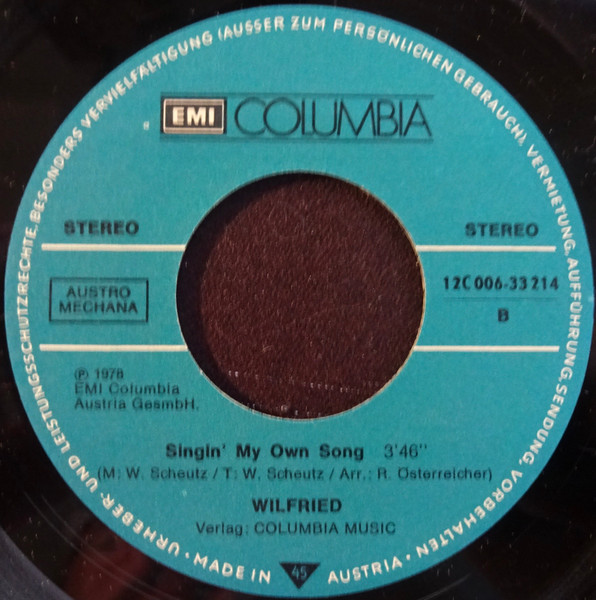 URHEBER- UND LEISTUNGSSCHUTZRECHTE, BESONDERS VERVIELFÄLTIGUNG (AUSSER ZUM PERSÖNLICHEN GEBRAUCH), VERMIETUNG, AUFFÜHRUNG, SENDUNG, VORBEHALTEN
8 EMI COLUMBIA
STEREO STEREO
AUSTRO
MECHANA
12C 006-33 214
B
℗ 1978
EMI Columbia
Austria GesmbH.
Singin' My Own Song 3'46''
(M: W. Scheutz / T: W. Scheutz / Arr.: R. Österreicher)
WILFRIED
Verlag: COLUMBIA MUSIC
• MADE IN 45 AUSTRIA •